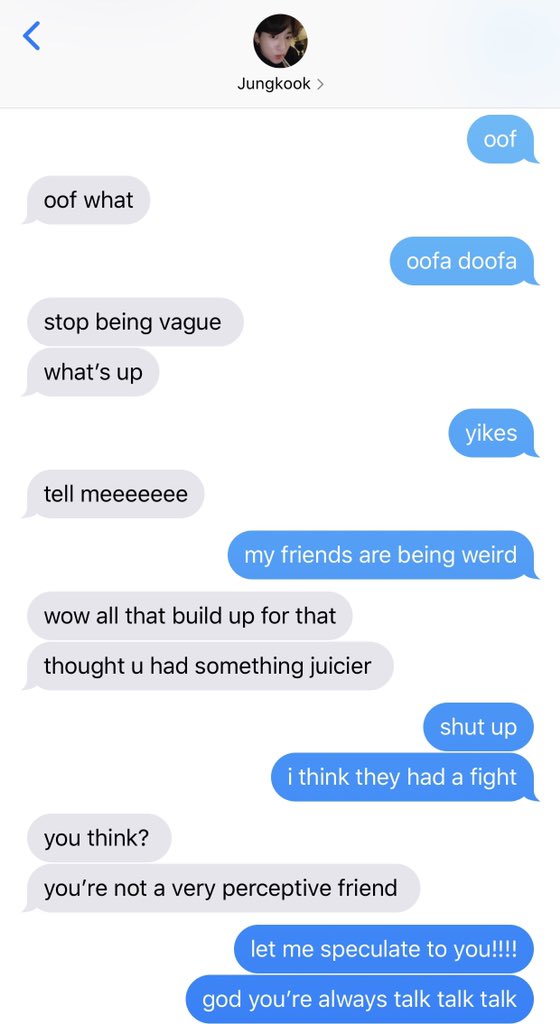 Jungkook
oof
oof what
oofa doofa
stop being vague
what’s up
yikes
tell meeeeeee
my friends are being weird
wow all that build up for that
thought u had something juicier
shut up
i think they had a fight
you think?
you’re not a very perceptive friend
let me speculate to you!!!!
god you’re always talk talk talk